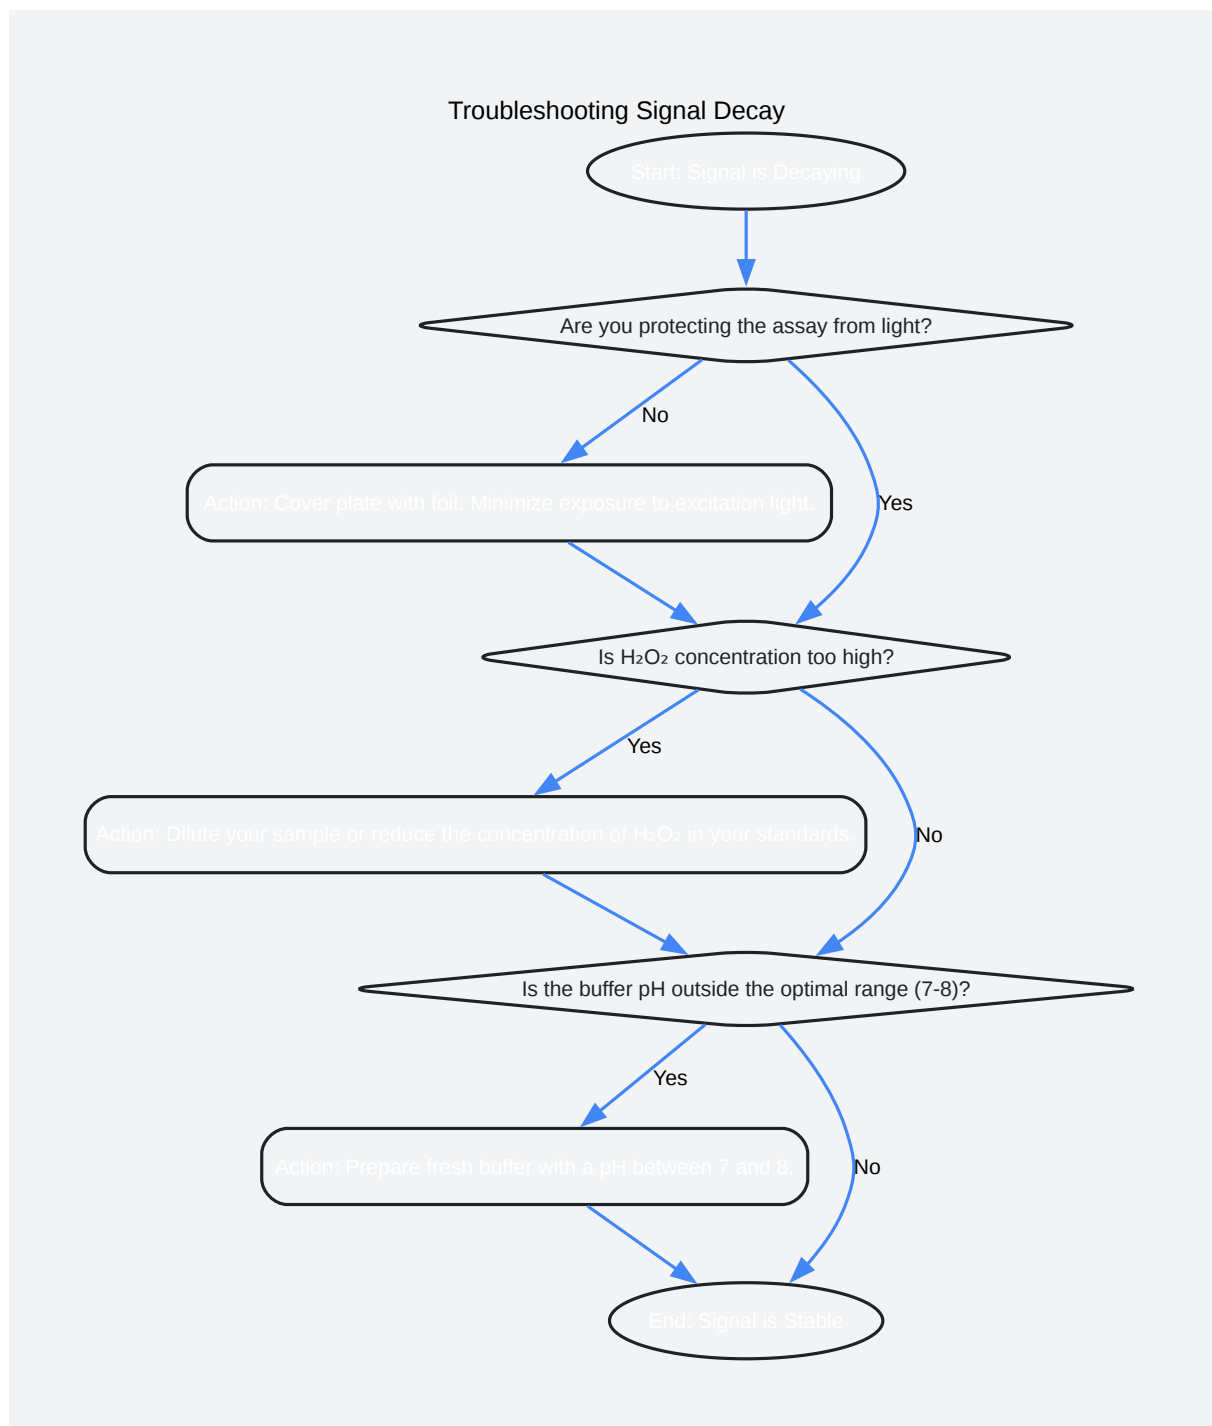 Troubleshooting Signal Decay
Start: Signal is Decaying
Are you protecting the assay from light?
No
Action: Cover plate with foil. Minimize exposure to excitation light.
Yes
Is H₂O₂ concentration too high?
Yes
Action: Dilute your sample or reduce the concentration of H₂O₂ in your standards.
No
Is the buffer pH outside the optimal range (7-8)?
Yes
Action: Prepare fresh buffer with a pH between 7 and 8.
No
End: Signal is Stable